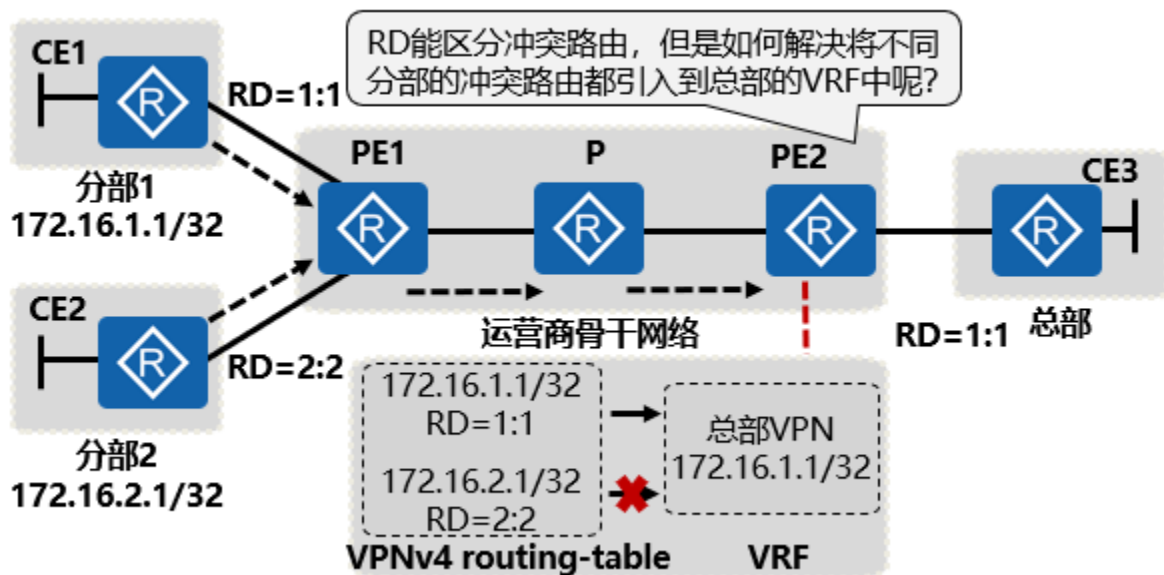 RD能区分冲突路由，但是如何解决将不同
分部的冲突路由都引入到总部的VRF中呢？
CE1
R
RD=1:1
分部1
172.16.1.1/32
PE1
R
P
R
PE2
R
CE3
R
总部
CE2
R
RD=2:2
分部2
172.16.2.1/32
运营商骨干网络
RD=1:1
172.16.1.1/32
RD=1:1
172.16.2.1/32
RD=2:2
总部VPN
172.16.1.1/32
VPNv4 routing-table
VRF